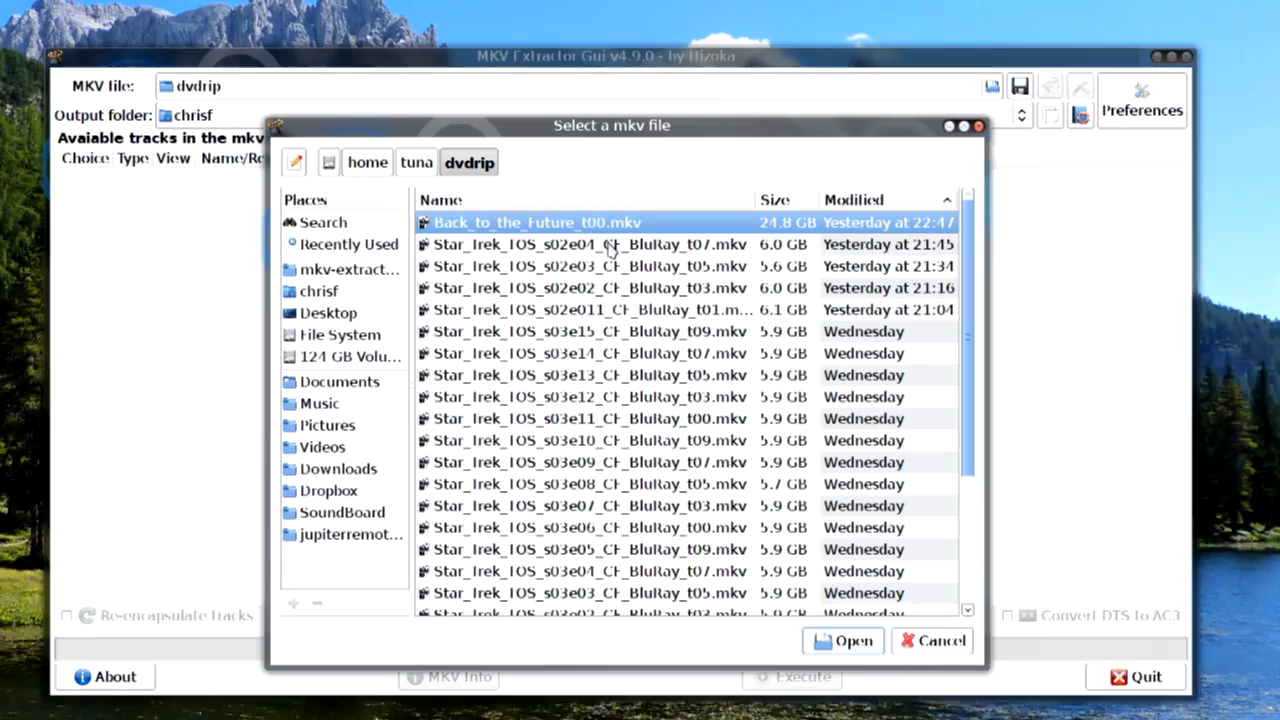 MKV Extractor Gui v4.9.0 - by Hizoka
MKV file: dvdrip
Preferences
Output folder: chrisf
Avaiable tracks in the mkv
Choice Type View Name/Re
Select a mkv file
home tuna dvdrip
Places
Search
Recently Used
mkv-extract...
chrisf
Desktop
File System
124 GB Volu...
Documents
Music
Pictures
Videos
Downloads
Dropbox
SoundBoard
jupiterremot...
Name Size Modified
Back_to_the_Future_t00.mkv 24.8 GB Yesterday at 22:47
Star_Trek_TOS_s02e04_CF_BluRay_t07.mkv 6.0 GB Yesterday at 21:45
Star_Trek_TOS_s02e03_CF_BluRay_t05.mkv 5.6 GB Yesterday at 21:34
Star_Trek_TOS_s02e02_CF_BluRay_t03.mkv 6.0 GB Yesterday at 21:16
Star_Trek_TOS_s02e011_CF_BluRay_t01.m... 6.1 GB Yesterday at 21:04
Star_Trek_TOS_s03e15_CF_BluRay_t09.mkv 5.9 GB Wednesday
Star_Trek_TOS_s03e14_CF_BluRay_t07.mkv 5.9 GB Wednesday
Star_Trek_TOS_s03e13_CF_BluRay_t05.mkv 5.9 GB Wednesday
Star_Trek_TOS_s03e12_CF_BluRay_t03.mkv 5.9 GB Wednesday
Star_Trek_TOS_s03e11_CF_BluRay_t00.mkv 5.9 GB Wednesday
Star_Trek_TOS_s03e10_CF_BluRay_t09.mkv 5.9 GB Wednesday
Star_Trek_TOS_s03e09_CF_BluRay_t07.mkv 5.9 GB Wednesday
Star_Trek_TOS_s03e08_CF_BluRay_t05.mkv 5.7 GB Wednesday
Star_Trek_TOS_s03e07_CF_BluRay_t03.mkv 5.9 GB Wednesday
Star_Trek_TOS_s03e06_CF_BluRay_t00.mkv 5.9 GB Wednesday
Star_Trek_TOS_s03e05_CF_BluRay_t09.mkv 5.9 GB Wednesday
Star_Trek_TOS_s03e04_CF_BluRay_t07.mkv 5.9 GB Wednesday
Star_Trek_TOS_s03e03_CF_BluRay_t05.mkv 5.9 GB Wednesday
Open Cancel
Re-encapsulate tracks
Convert DTS to AC3
About
MKV Info
Execute
Quit